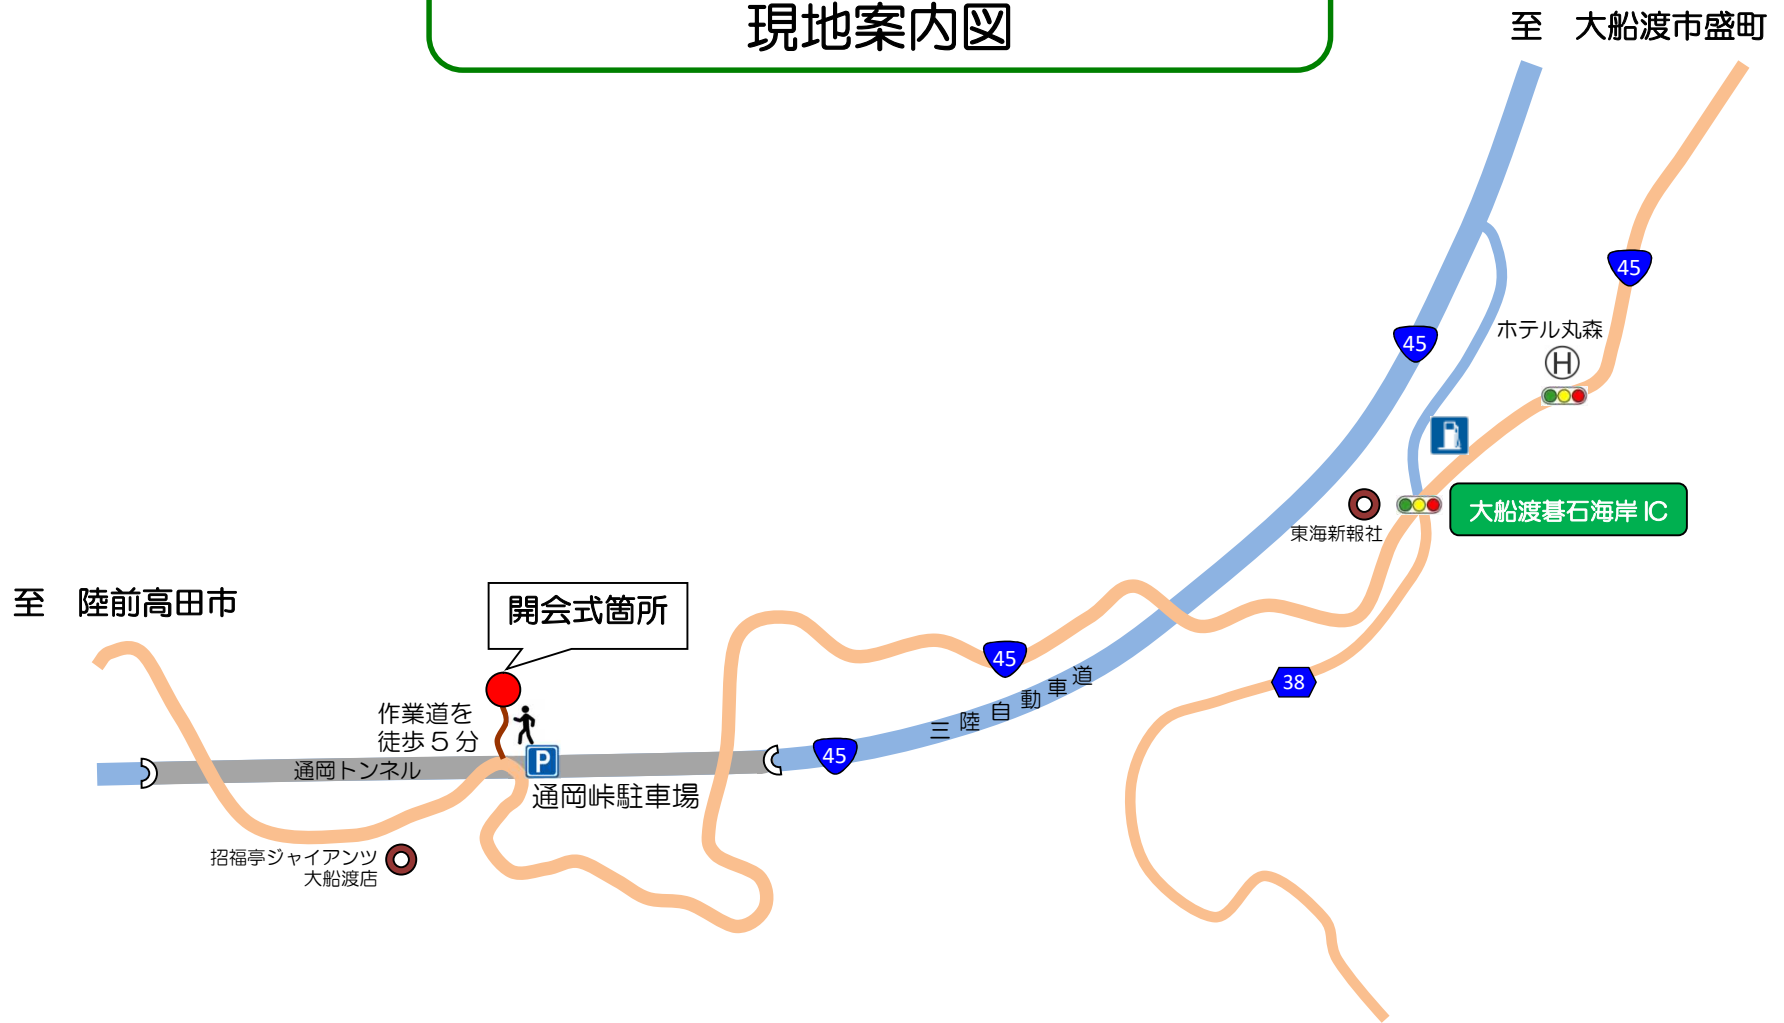 現地案内図
至　大船渡市盛町
45
45
ホテル丸森
H
大船渡碁石海岸 IC
東海新報社
至　陸前高田市
開会式箇所
45
三陸自動車道
38
作業道を
徒歩５分
P
45
通岡トンネル
通岡峠駐車場
招福亭ジャイアンツ
大船渡店